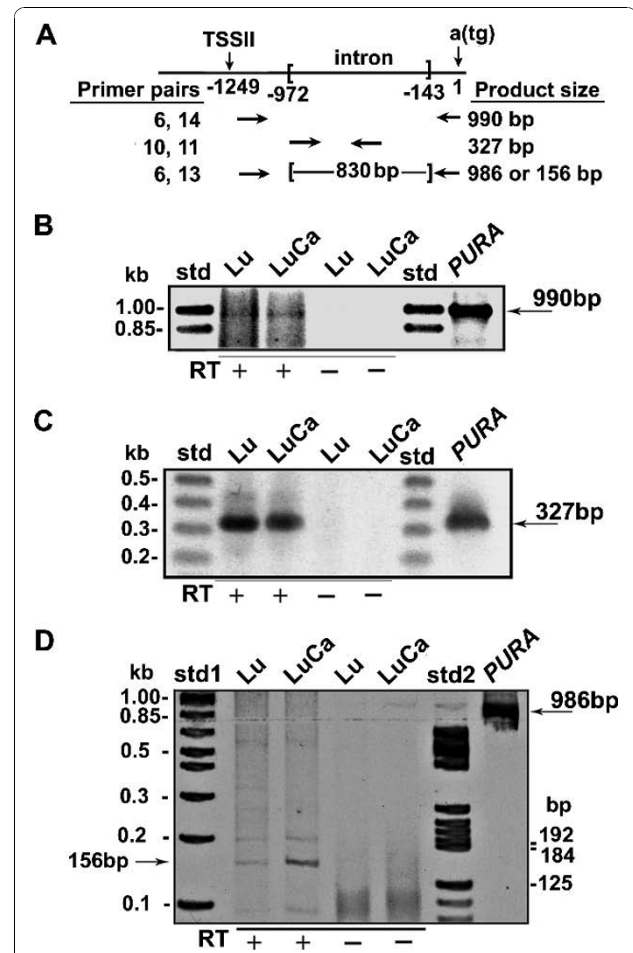 A
TSSII
intron
a(tg)
-1249
-972
-143
1
Primer pairs
Product size
6, 14
990 bp
10, 11
327 bp
6, 13
830 bp
986 or 156 bp
B
kb
std
Lu
LuCa
Lu
LuCa
std
PURA
1.00-
0.85-
990bp
RT
+
+
–
–
C
kb
std
Lu
LuCa
Lu
LuCa
std
PURA
0.5-
0.4-
0.3-
0.2-
327bp
RT
+
+
–
–
D
kb
std1
Lu
LuCa
Lu
LuCa
std2
PURA
1.00-
0.85-
0.5 -
0.3 -
0.2 -
156bp
0.1 -
986bp
bp
-192
-184
-125
RT
+
+
–
–